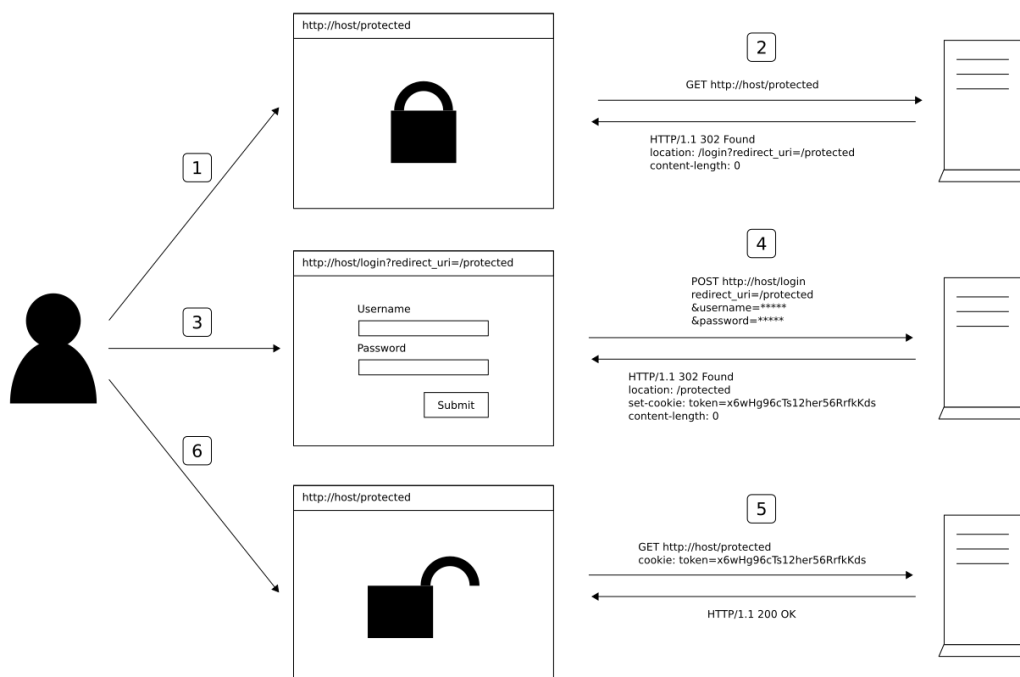 http://host/protected
2
GET http://host/protected
HTTP/1.1 302 Found
location: /login?redirect_uri=/protected
content-length: 0
1
http://host/login?redirect_uri=/protected
Username
Password
Submit
3
4
POST http://host/login
redirect_uri=/protected
&username=*****
&password=*****
HTTP/1.1 302 Found
location: /protected
set-cookie: token=x6wHg96cTs12her56RrfkKds
content-length: 0
6
http://host/protected
5
GET http://host/protected
cookie: token=x6wHg96cTs12her56RrfkKds
HTTP/1.1 200 OK